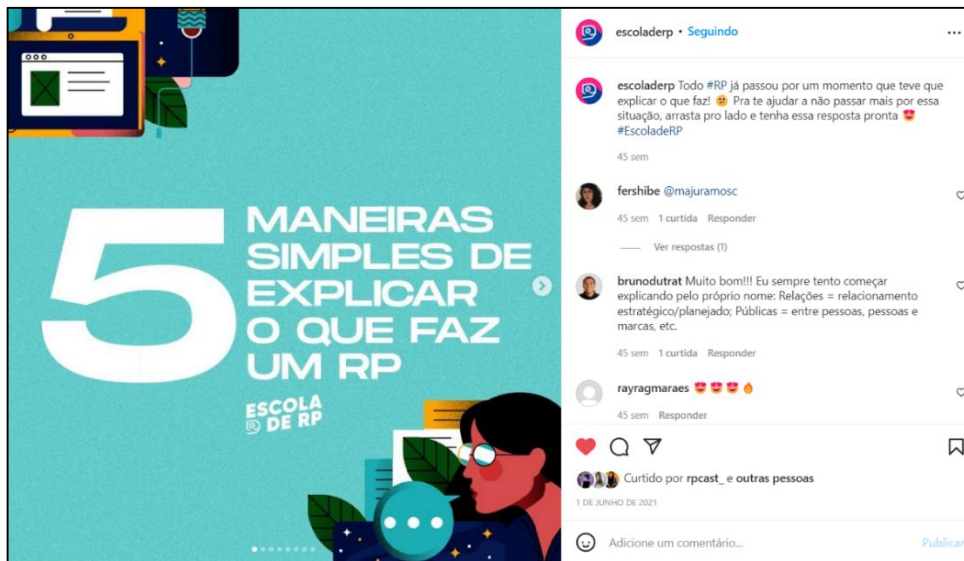 5
MANEIRAS
SIMPLES DE
EXPLICAR
O QUE FAZ
UM RP
ESCOLA
DE RP
escoladerp • Seguindo
escoladerp Todo #RP já passou por um momento que teve que
explicar o que faz! 😕 Pra te ajudar a não passar mais por essa
situação, arrasta pro lado e tenha essa resposta pronta 😍
#EscoladeRP
45 sem
fershibe @majuramosc
45 sem 1 curtida Responder
Ver respostas (1)
brunodutrat Muito bom!!! Eu sempre tento começar
explicando pelo próprio nome: Relações = relacionamento
estratégico/planejado; Públicas = entre pessoas, pessoas e
marcas, etc.
45 sem 1 curtida Responder
rayragmaraes 😍😍😍🔥
45 sem Responder
Curtido por rpcast_ e outras pessoas
1 DE JUNHO DE 2021
Adicione um comentário... Publicar